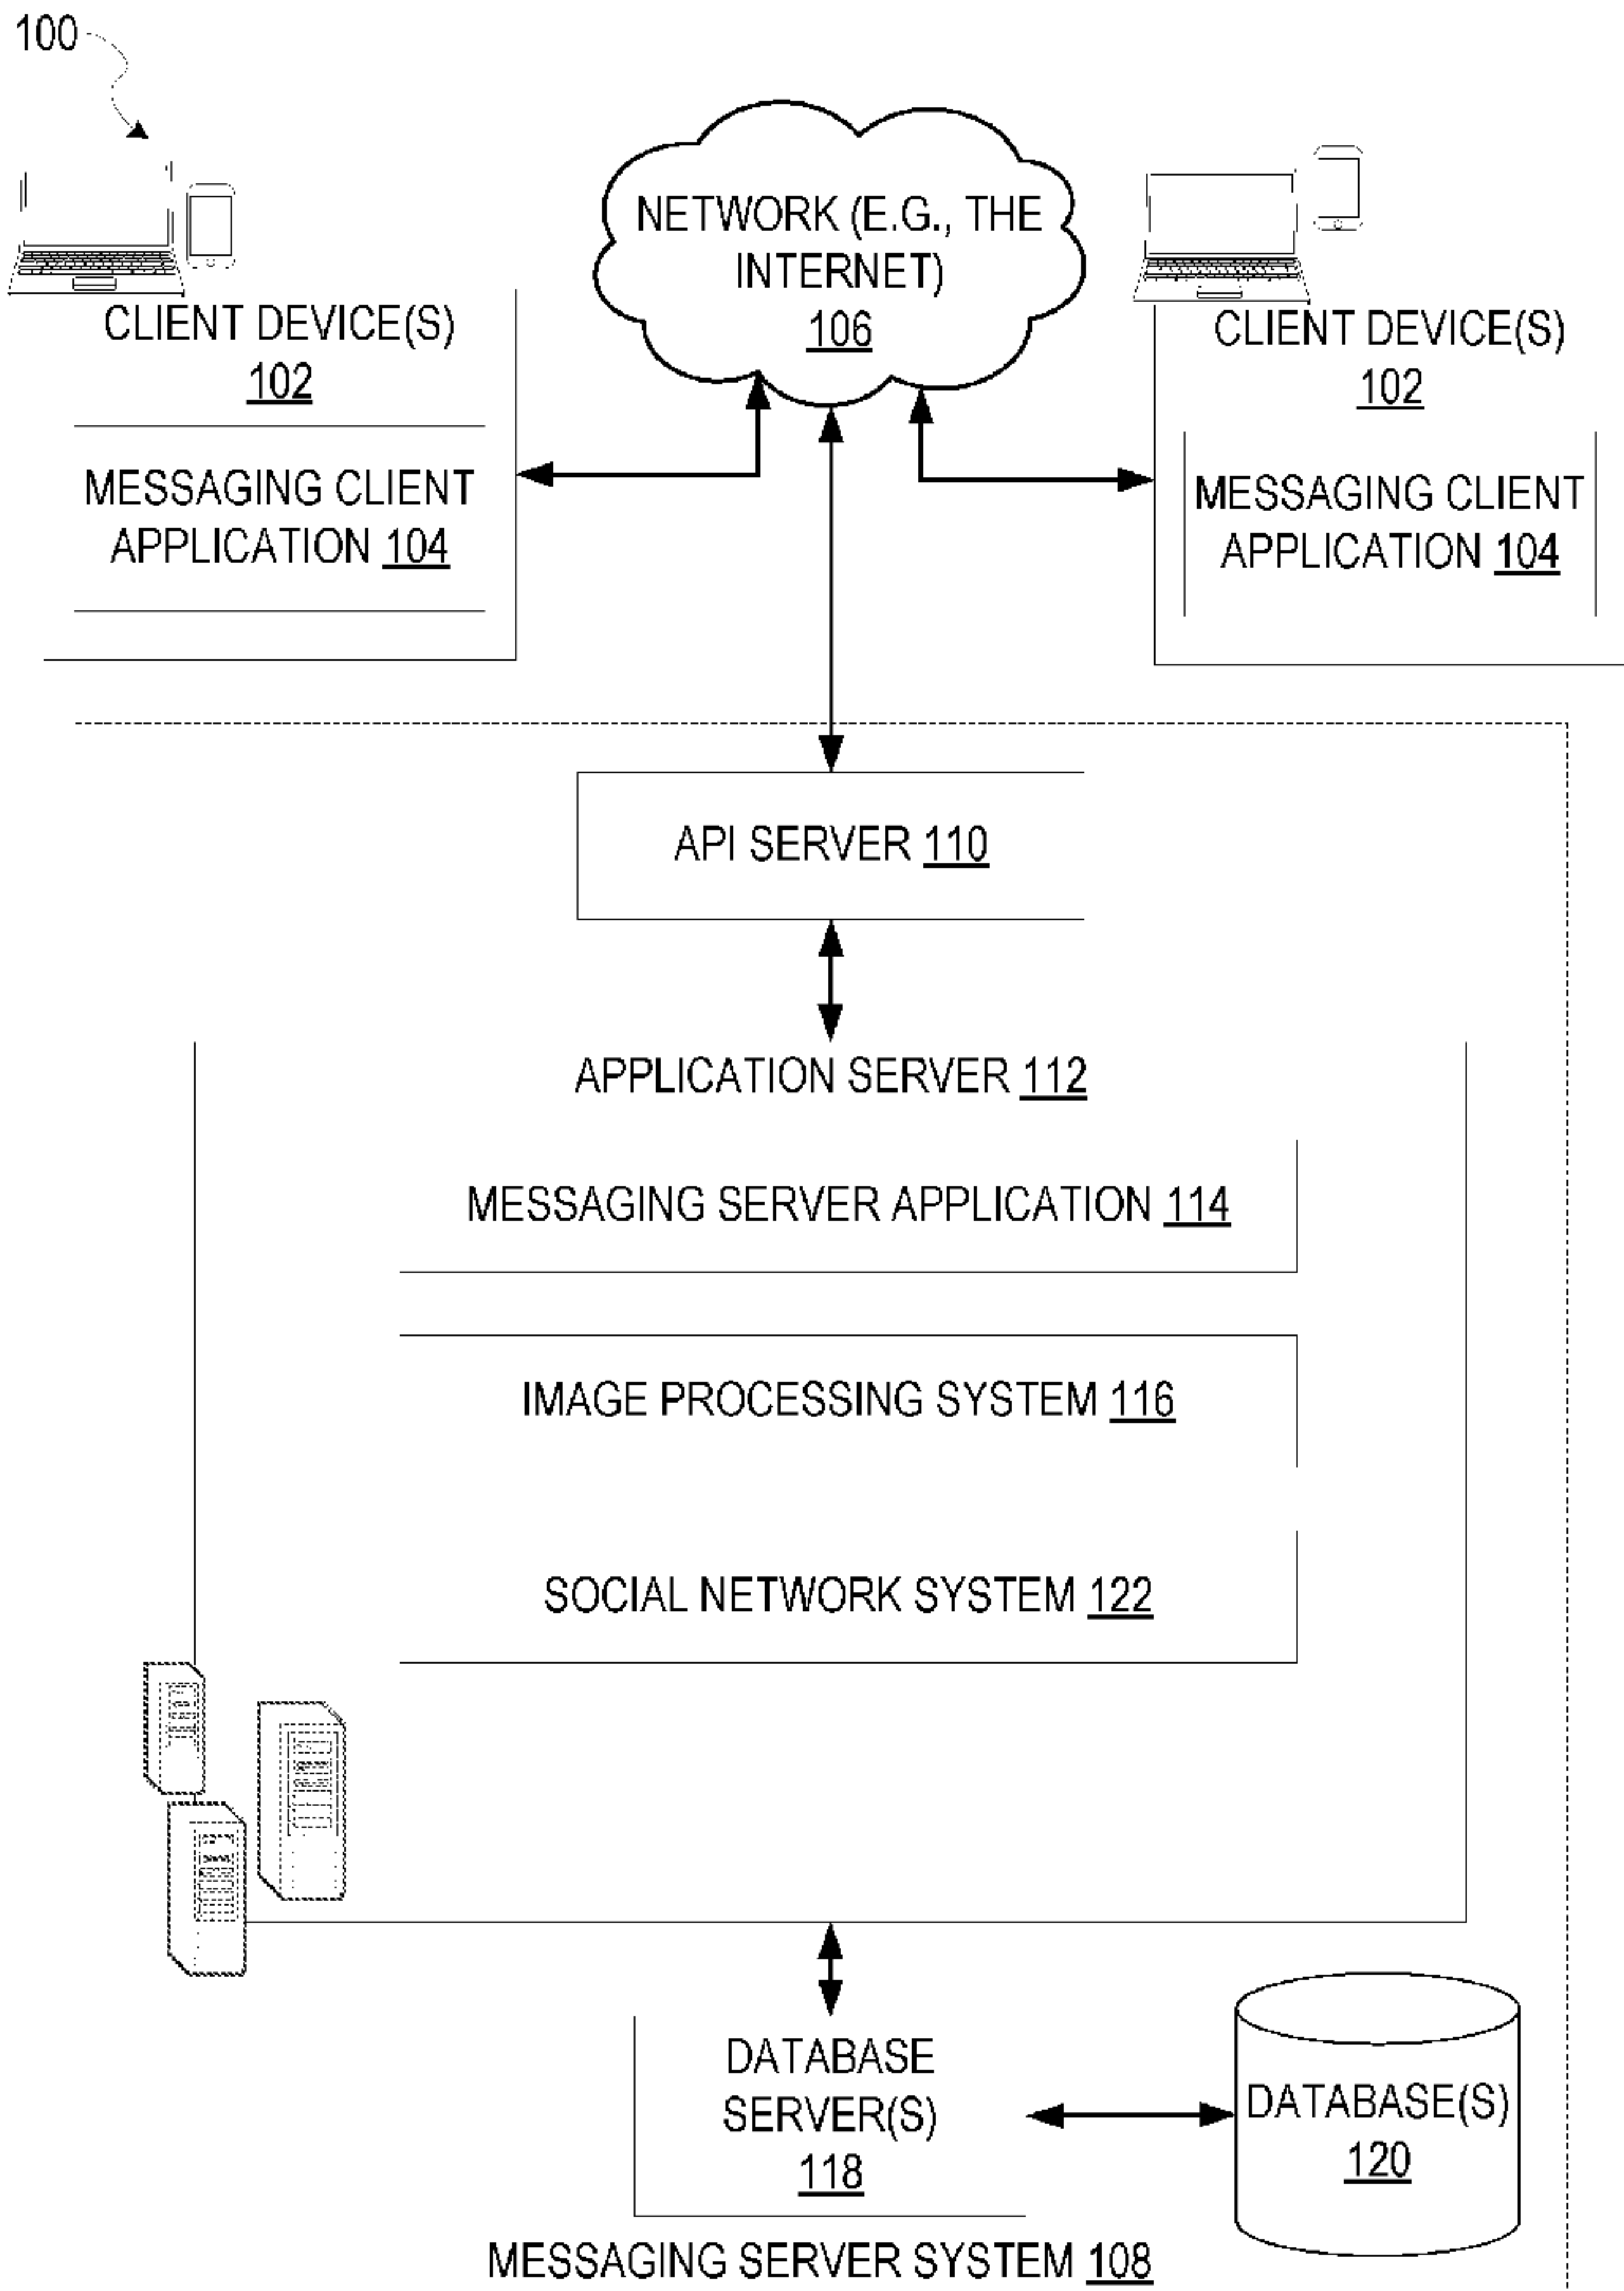 100
NETWORK (E.G., THE
INTERNET)
106
CLIENT DEVICE(S)
102
MESSAGING CLIENT
APPLICATION 104
CLIENT DEVICE(S)
102
MESSAGING CLIENT
APPLICATION 104
API SERVER 110
APPLICATION SERVER 112
MESSAGING SERVER APPLICATION 114
IMAGE PROCESSING SYSTEM 116
SOCIAL NETWORK SYSTEM 122
DATABASE
SERVER(S)
118
DATABASE(S)
120
MESSAGING SERVER SYSTEM 108